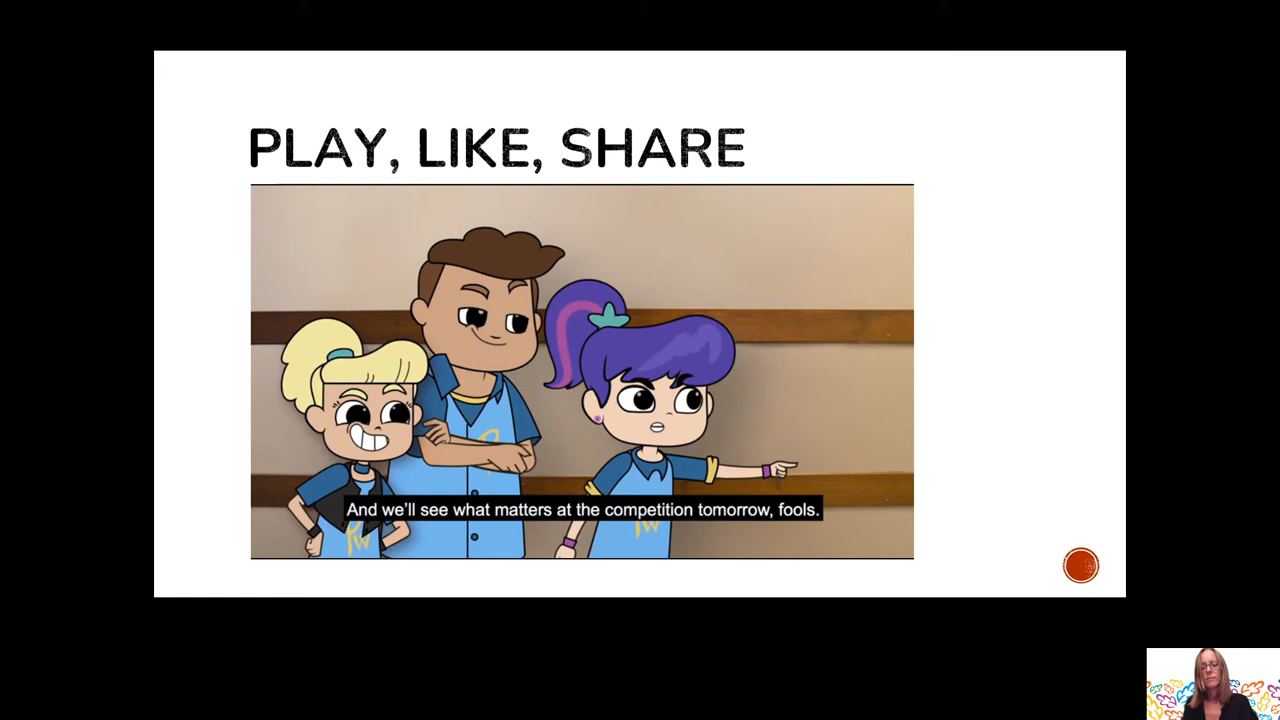 PLAY, LIKE, SHARE
And we'll see what matters at the competition tomorrow, fools.